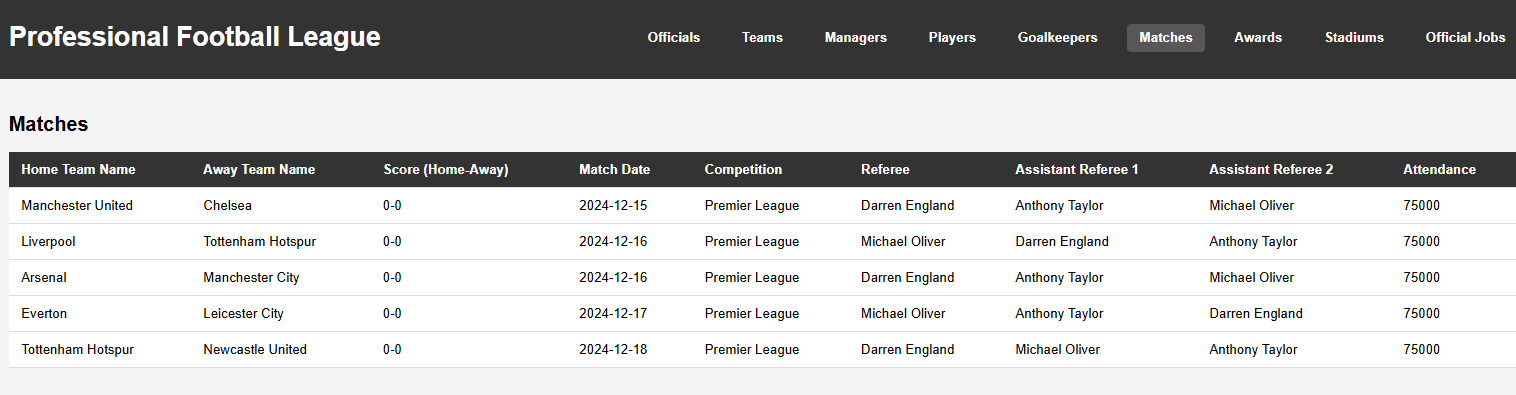 Professional Football League Officials Teams Managers Players Goalkeepers Matches Awards Stadiums Official Jobs
Matches
Home Team Name Away Team Name Score (Home-Away) Match Date Competition Referee Assistant Referee 1 Assistant Referee 2 Attendance
Manchester United Chelsea 0-0 2024-12-15 Premier League Darren England Anthony Taylor Michael Oliver 75000
Liverpool Tottenham Hotspur 0-0 2024-12-16 Premier League Michael Oliver Darren England Anthony Taylor 75000
Arsenal Manchester City 0-0 2024-12-16 Premier League Darren England Anthony Taylor Michael Oliver 75000
Everton Leicester City 0-0 2024-12-17 Premier League Michael Oliver Anthony Taylor Darren England 75000
Tottenham Hotspur Newcastle United 0-0 2024-12-18 Premier League Darren England Michael Oliver Anthony Taylor 75000